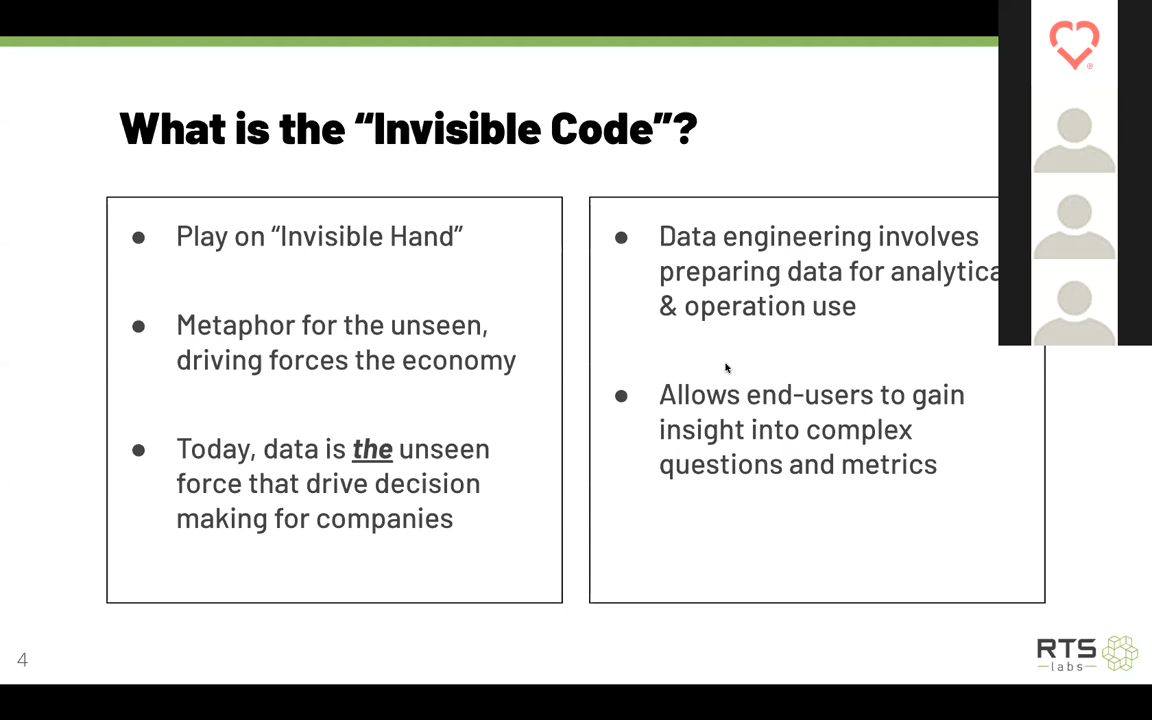 What is the “Invisible Code”?
● Play on “Invisible Hand”
● Metaphor for the unseen,
driving forces the economy
● Today, data is the unseen
force that drive decision
making for companies
● Data engineering involves
preparing data for analytica
& operation use
● Allows end-users to gain
insight into complex
questions and metrics
4
RTS
labs
®